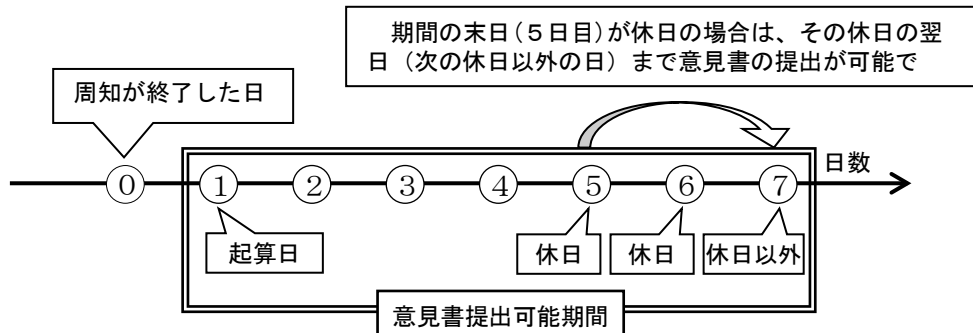 期間の末日（５日目）が休日の場合は、その休日の翌
日（次の休日以外の日）まで意見書の提出が可能で
周知が終了した日
日数
⓪ ① ② ③ ④ ⑤ ⑥ ⑦
起算日 休日 休日 休日以外
意見書提出可能期間